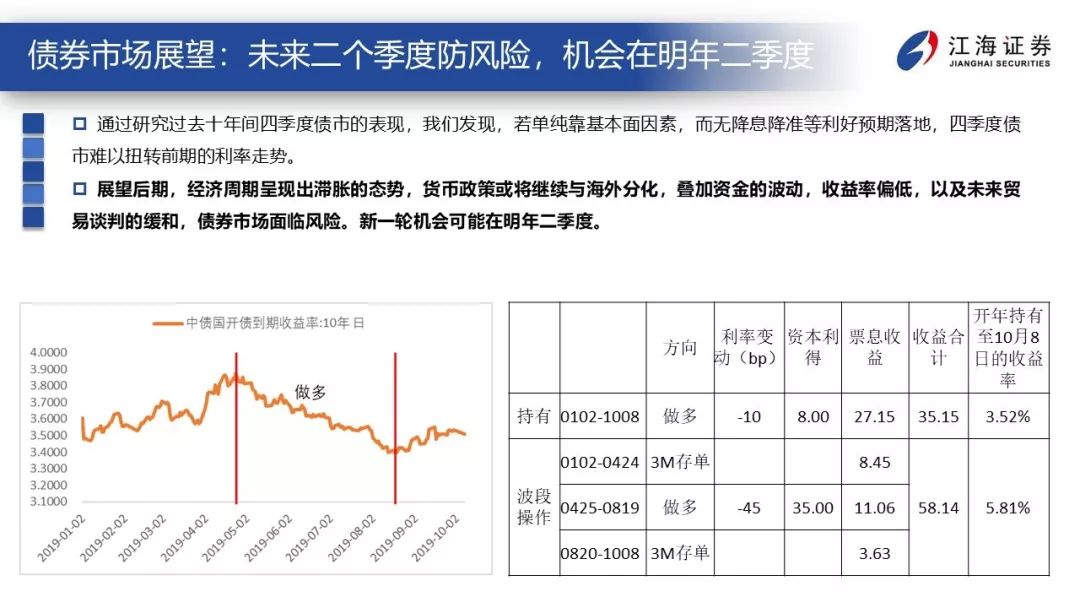 债券市场展望：未来二个季度防风险，机会在明年二季度
江海证券
JIANGHAI SECURITIES
通过研究过去十年间四季度债市的表现，我们发现，若单纯靠基本面因素，而无降息降准等利好预期落地，四季度债
市难以扭转前期的利率走势。
展望后期，经济周期呈现出滞胀的态势，货币政策或将继续与海外分化，叠加资金的波动，收益率偏低，以及未来贸
易谈判的缓和，债券市场面临风险。新一轮机会可能在明年二季度。
中债国开债到期收益率:10年 日
4.0000
3.9000
3.8000
3.7000
3.6000
3.5000
3.4000
3.3000
3.2000
3.1000
做多
2019-01-02
2019-02-02
2019-03-02
2019-04-02
2019-05-02
2019-06-02
2019-07-02
2019-08-02
2019-09-02
2019-10-02
方向 利率变动（bp） 资本利得 票息收益 收益合计 开年持有至10月8日的收益率
持有 0102-1008 做多 -10 8.00 27.15 35.15 3.52%
波段操作 0102-0424 3M存单 8.45
0425-0819 做多 -45 35.00 11.06 58.14 5.81%
0820-1008 3M存单 3.63